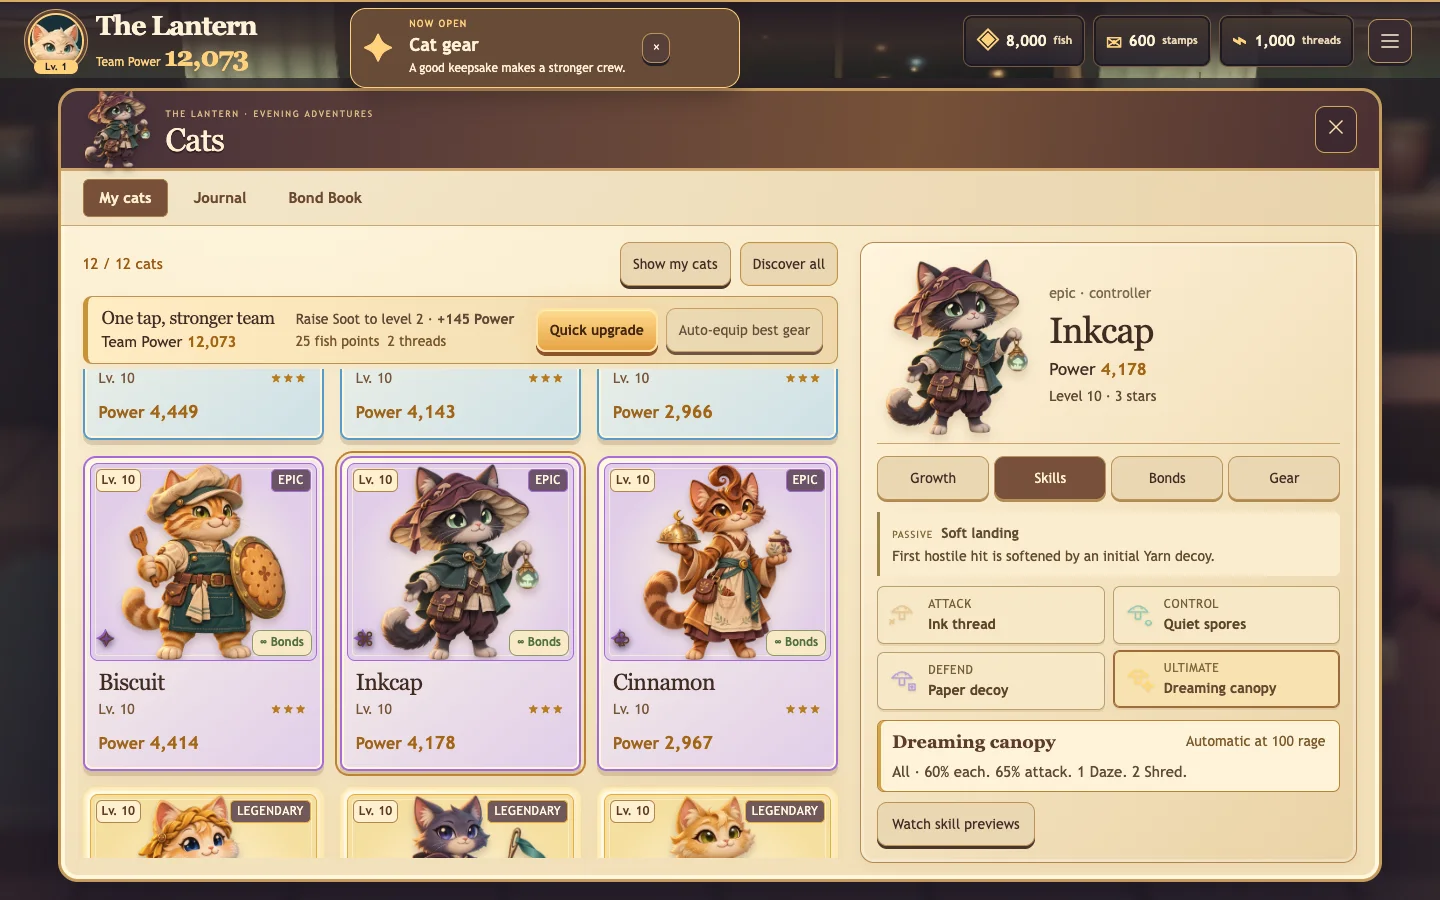 The Lantern
Team Power 12,073
Lv. 1
NOW OPEN
Cat gear
A good keepsake makes a stronger crew.
×
8,000 fish
600 stamps
1,000 threads
THE LANTERN · EVENING ADVENTURES
Cats
My cats
Journal
Bond Book
12 / 12 cats
Show my cats
Discover all
One tap, stronger team
Team Power 12,073
Raise Soot to level 2 · +145 Power
25 fish points 2 threads
Quick upgrade
Auto-equip best gear
Lv. 10 ★★★
Power 4,449
Lv. 10 ★★★
Power 4,143
Lv. 10 ★★★
Power 2,966
Lv. 10
EPIC
∞ Bonds
Biscuit
Lv. 10 ★★★
Power 4,414
Lv. 10
EPIC
∞ Bonds
Inkcap
Lv. 10 ★★★
Power 4,178
Lv. 10
EPIC
∞ Bonds
Cinnamon
Lv. 10 ★★★
Power 2,967
Lv. 10
LEGENDARY
Lv. 10
LEGENDARY
Lv. 10
LEGENDARY
epic · controller
Inkcap
Power 4,178
Level 10 · 3 stars
Growth
Skills
Bonds
Gear
PASSIVE Soft landing
First hostile hit is softened by an initial Yarn decoy.
ATTACK
Ink thread
CONTROL
Quiet spores
DEFEND
Paper decoy
ULTIMATE
Dreaming canopy
Dreaming canopy
Automatic at 100 rage
All · 60% each. 65% attack. 1 Daze. 2 Shred.
Watch skill previews